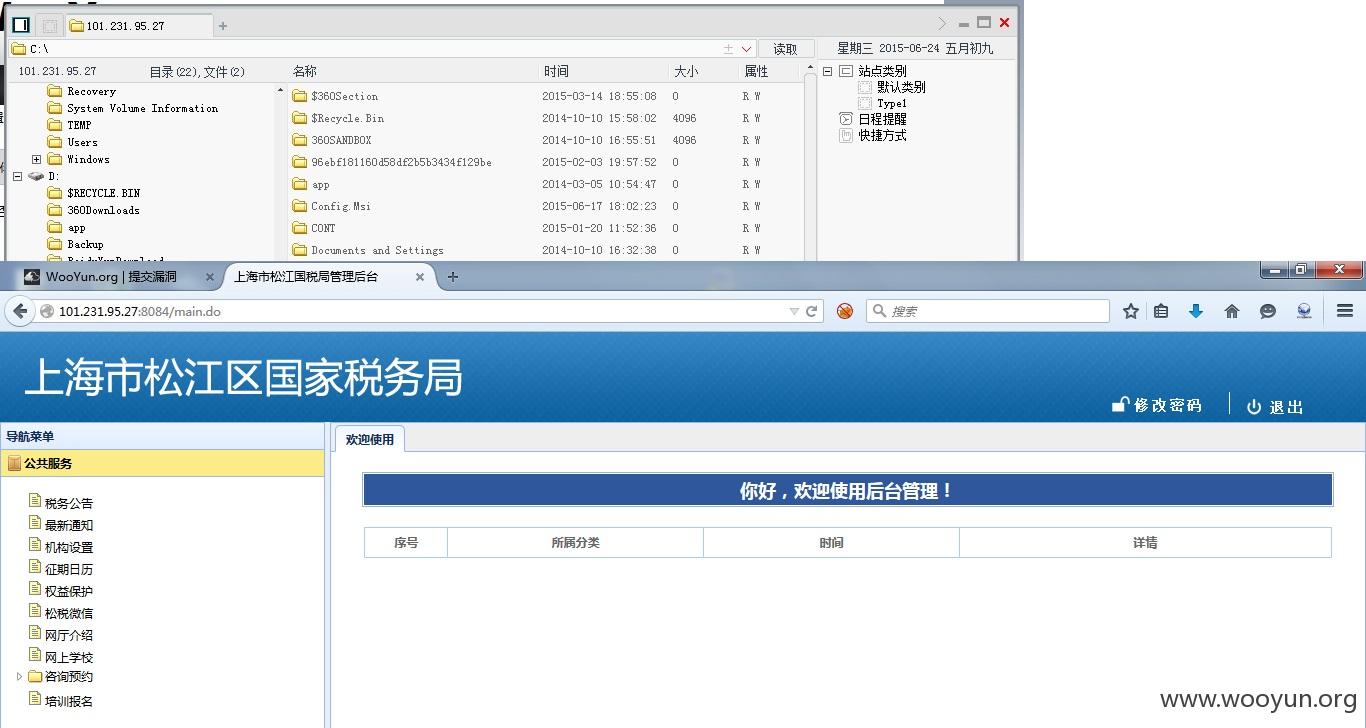 101.231.95.27
C:\ 读取 星期三 2015-06-24 五月初九
101.231.95.27 目录(22),文件(2)
Recovery
System Volume Information
TEMP
Users
Windows
D:
$RECYCLE.BIN
360Downloads
app
Backup
BaiduYunDownload
名称 时间 大小 属性
$360Section 2015-03-14 18:55:08 0 R W
$Recycle.Bin 2014-10-10 15:58:02 4096 R W
360SANDBOX 2014-10-10 16:55:51 4096 R W
96ebf181160d58df2b5b3434f129be 2015-02-03 19:57:52 0 R W
app 2014-03-05 10:54:47 0 R W
Config.Msi 2015-06-17 18:02:23 0 R W
CONT 2015-01-20 11:52:36 0 R W
Documents and Settings 2014-10-10 16:32:38 0 R W
站点类别
默认类别
Type1
日程提醒
快捷方式
WooYun.org | 提交漏洞 上海市松江国税局管理后台
101.231.95.27:8084/main.do 搜索
上海市松江区国家税务局
修改密码 退出
导航菜单
公共服务
税务公告
最新通知
机构设置
征期日历
权益保护
松税微信
网厅介绍
网上学校
咨询预约
培训报名
欢迎使用
你好，欢迎使用后台管理！
序号 所属分类 时间 详情
www.wooyun.org